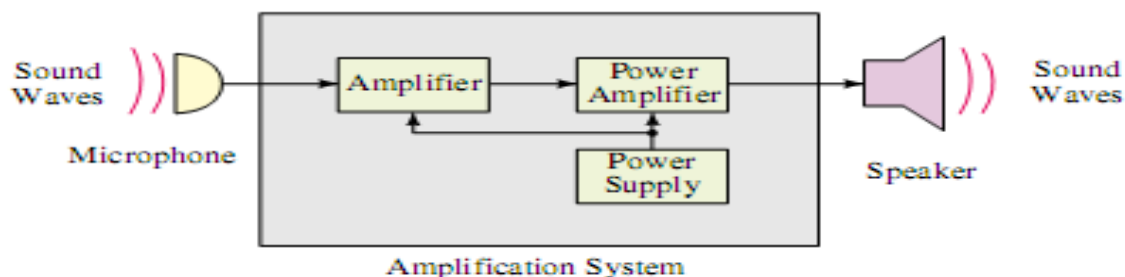 Sound
Waves
Microphone
Amplifier
Power
Amplifier
Power
Supply
Speaker
Sound
Waves
Amplification System